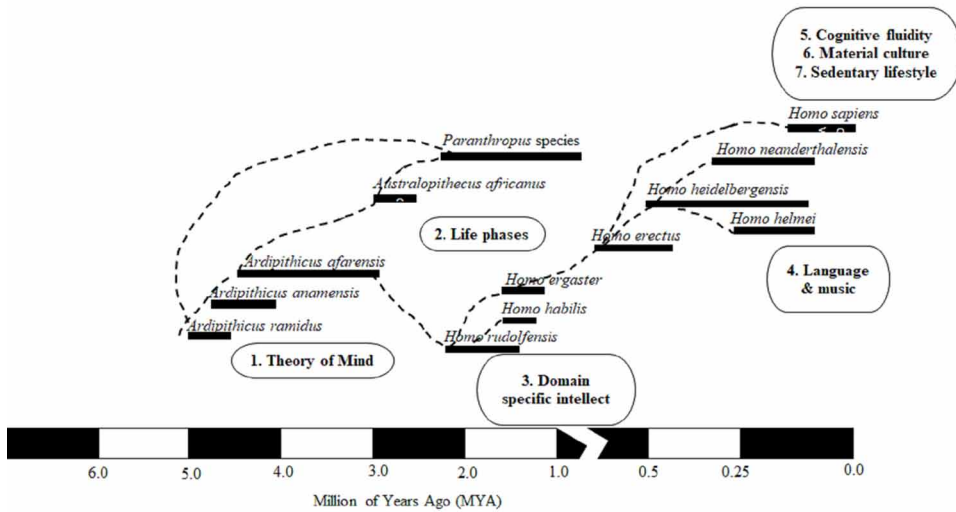 5. Cognitive fluidity
6. Material culture
7. Sedentary lifestyle
Homo sapiens
Paranthropus species
Homo neanderthalensis
Australopithecus africanus
Homo heidelbergensis
Homo helmei
2. Life phases
Homo erectus
Ardipithicus afarensis
4. Language
& music
Homo ergaster
Ardipithicus anamensis
Homo habilis
Ardipithicus ramidus
Homo rudolfensis
1. Theory of Mind
3. Domain
specific intellect
6.0 5.0 4.0 3.0 2.0 1.0 0.5 0.25 0.0
Million of Years Ago (MYA)